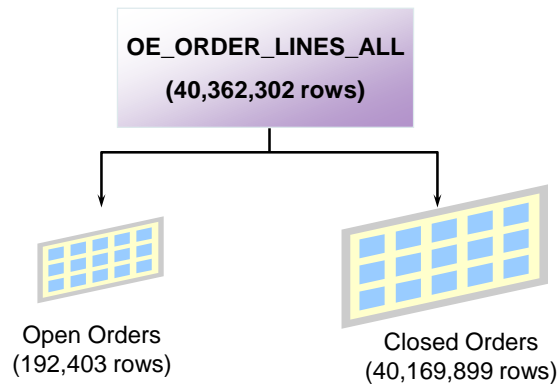 OE_ORDER_LINES_ALL
(40,362,302 rows)
Open Orders
(192,403 rows)
Closed Orders
(40,169,899 rows)